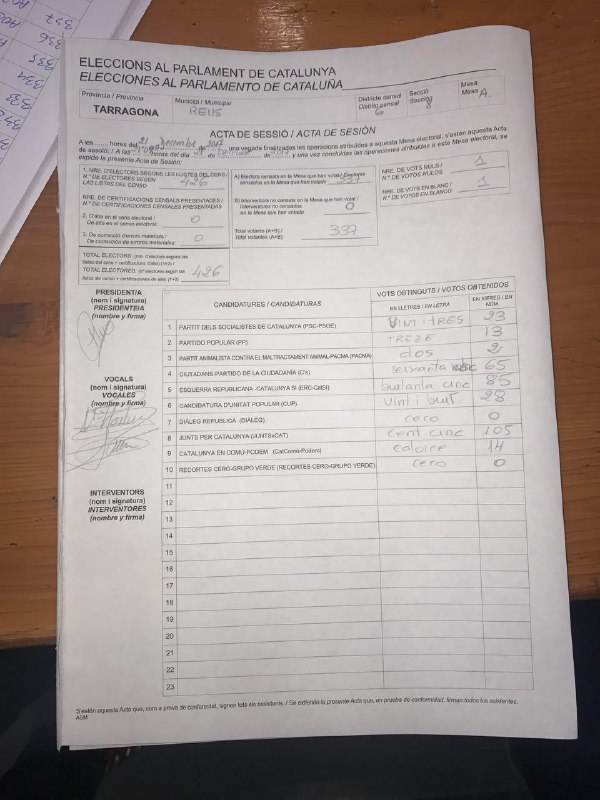 ELECCIONS AL PARLAMENT DE CATALUNYA
ELECCIONES AL PARLAMENTO DE CATALUÑA
Província / Provincia
TARRAGONA
Municipi / Municipio
REUS
Districte censal
Distrito censal
6
Secció
Sección
8
Mesa
Mesa A.
ACTA DE SESSIÓ / ACTA DE SESIÓN
A les hores del 21 de Desembre de 2017 una vegada finalitzades les operacions atribuïdes a aquesta Mesa electoral, s'estén aquesta Acta
de sessió: / A las horas del día de de y una vez concluidas las operaciones atribuidas a esta Mesa electoral, se
expide la presente Acta de Sesión:
1. NRE. D'ELECTORS SEGONS LES LLISTES DEL CENS /
N.º DE ELECTORES SEGÚN
LAS LISTAS DEL CENSO
426
NRE. DE CERTIFICACIONS CENSALS PRESENTADES /
N.º DE CERTIFICACIONES CENSALES PRESENTADAS
2. D'alta en el cens electoral /
De alta en el censo electoral:
0
3. De correcció d'errors materials /
De corrección de errores materiales:
0
TOTAL ELECTORS:
TOTAL ELECTORES:
426
A) Electors censats en la Mesa que han votat / Electores
censados en la Mesa que han votado
337
B) Interventors no censats en la Mesa que han votat /
Interventores no censados
en la Mesa que han votado
0
Total votants (A+B) /
Total votantes (A+B)
337
NRE. DE VOTS NULS /
N.º DE VOTOS NULOS
1
NRE. DE VOTS EN BLANC /
N.º DE VOTOS EN BLANCO
1
PRESIDENT/A
(nom i signatura)
PRESIDENTE/A
(nombre y firma)
VOCALS
(nom i signatura)
VOCALES
(nombre y firma)
INTERVENTORS
(nom i signatura)
INTERVENTORES
(nombre y firma)
CANDIDATURES / CANDIDATURAS
VOTS OBTINGUTS / VOTOS OBTENIDOS
EN LLETRES / EN LETRA
EN XIFRES / EN NÚM.
1 PARTIT DELS SOCIALISTES DE CATALUNYA (PSC-PSOE) VINT I TRES 23
2 PARTIDO POPULAR (PP) TREZE 13
3 PARTIT ANIMALISTA CONTRA EL MALTRACTAMENT ANIMAL-PACMA (PACMA) dos 2
4 CIUTADANS-PARTIDO DE LA CIUDADANÍA (C's) seixanta cinc 65
5 ESQUERRA REPUBLICANA -CATALUNYA SÍ (ERC-CatSí) buitanta cinc 85
6 CANDIDATURA D'UNITAT POPULAR (CUP) Vint i buit 28
7 DIÀLEG REPUBLICÀ (DIÀLEG) cero 0
8 JUNTS PER CATALUNYA (JUNTSxCAT) cent cinc 105
9 CATALUNYA EN COMÚ-PODEM (CatComú-Podem) catorce 14
10 RECORTES CERO-GRUPO VERDE (RECORTES CERO-GRUPO VERDE) cero 0
11
12
13
14
15
16
17
18
19
20
21
22
23
S'estén aquesta Acta que, com a prova de conformitat, signen tots els assistents. / Se extiende la presente Acta que, en prueba de conformidad, firman todos los asistentes.